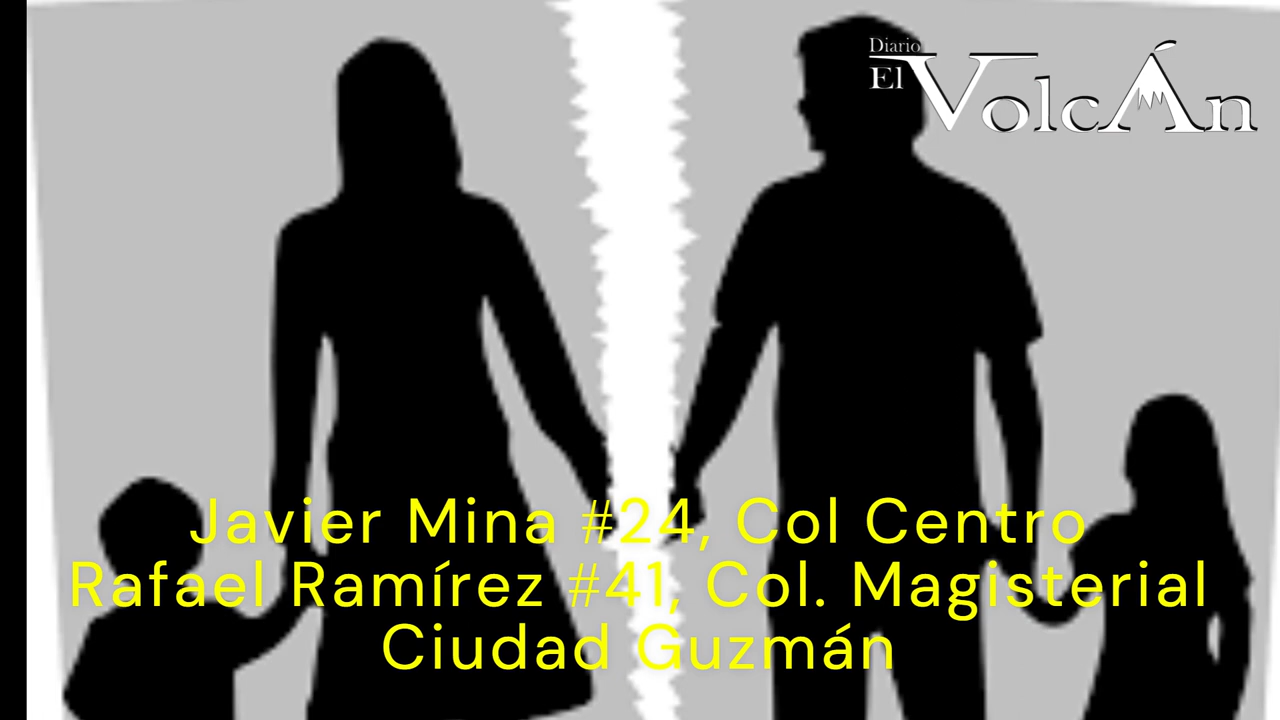 Diario
El VolcÁn
Javier Mina #24, Col Centro
Rafael Ramírez #41, Col. Magisterial
Ciudad Guzmán